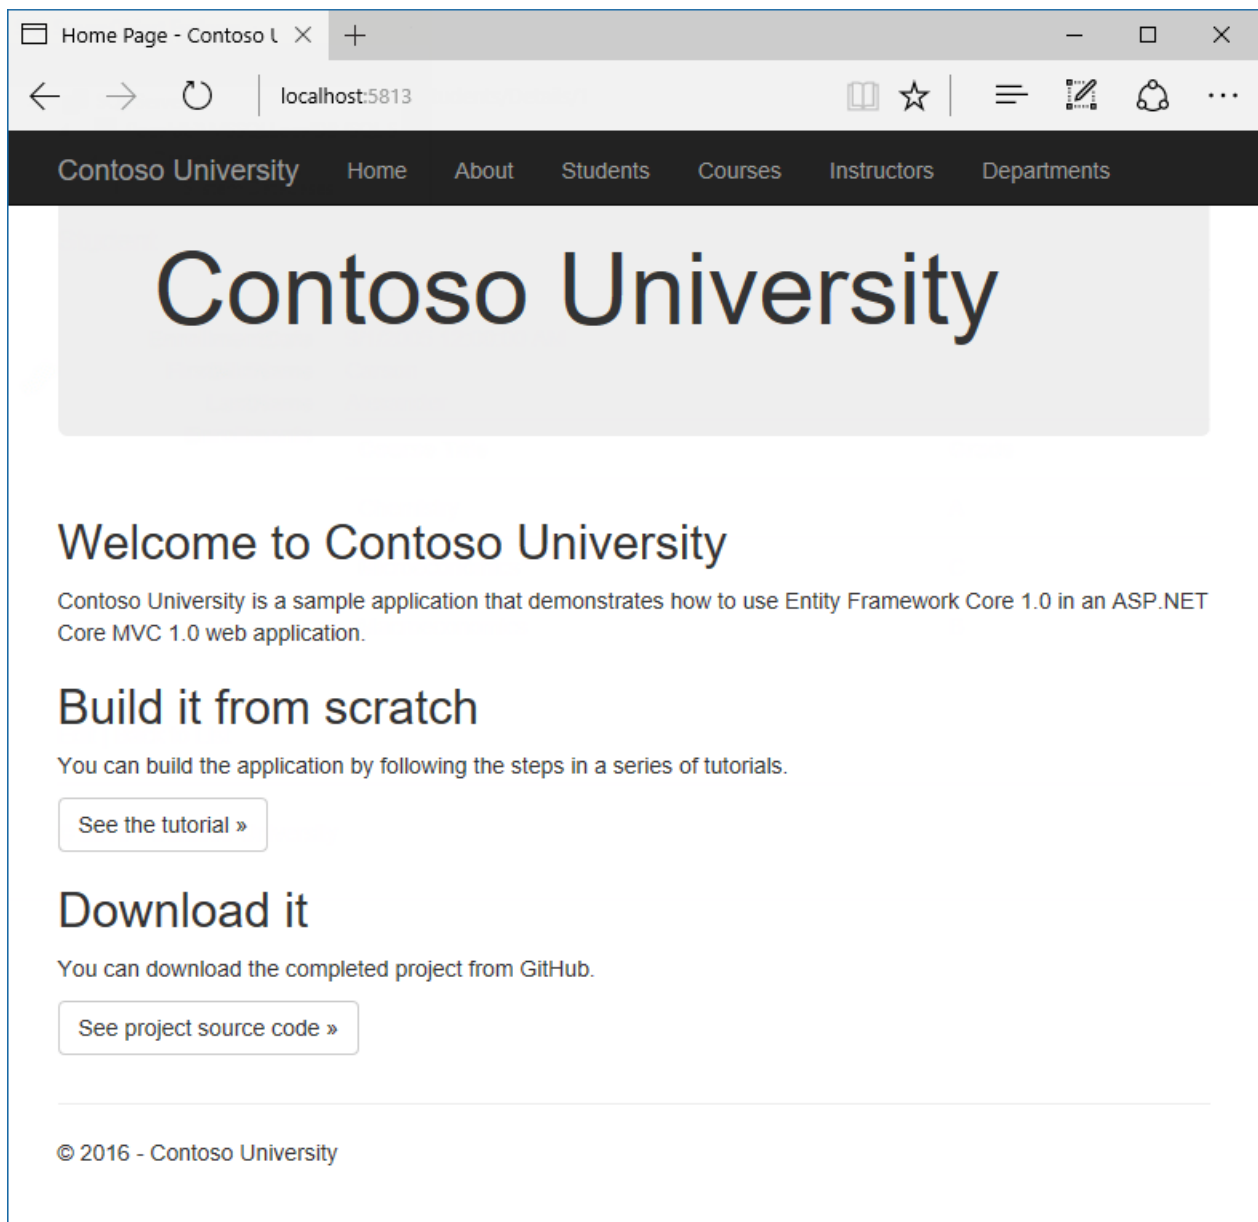 Home Page - Contoso U
localhost:5813
Contoso University Home About Students Courses Instructors Departments
Contoso University
Welcome to Contoso University
Contoso University is a sample application that demonstrates how to use Entity Framework Core 1.0 in an ASP.NET
Core MVC 1.0 web application.
Build it from scratch
You can build the application by following the steps in a series of tutorials.
See the tutorial »
Download it
You can download the completed project from GitHub.
See project source code »
© 2016 - Contoso University